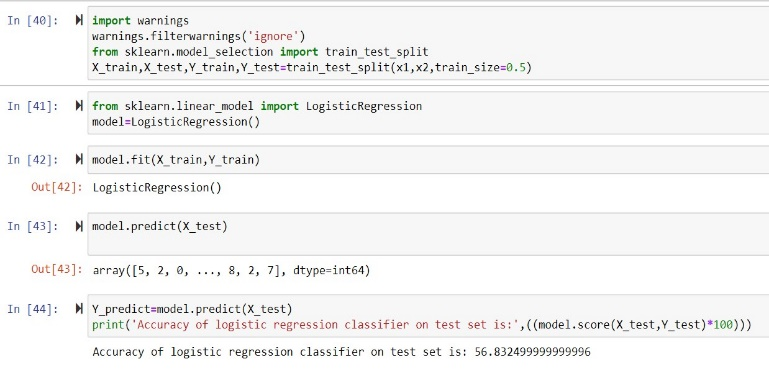 In [40]: import warnings
warnings.filterwarnings('ignore')
from sklearn.model_selection import train_test_split
X_train,X_test,Y_train,Y_test=train_test_split(x1,x2,train_size=0.5)
In [41]: from sklearn.linear_model import LogisticRegression
model=LogisticRegression()
In [42]: model.fit(X_train,Y_train)
Out[42]: LogisticRegression()
In [43]: model.predict(X_test)
Out[43]: array([5, 2, 0, ..., 8, 2, 7], dtype=int64)
In [44]: Y_predict=model.predict(X_test)
print('Accuracy of logistic regression classifier on test set is:',((model.score(X_test,Y_test)*100)))
Accuracy of logistic regression classifier on test set is: 56.832499999999996